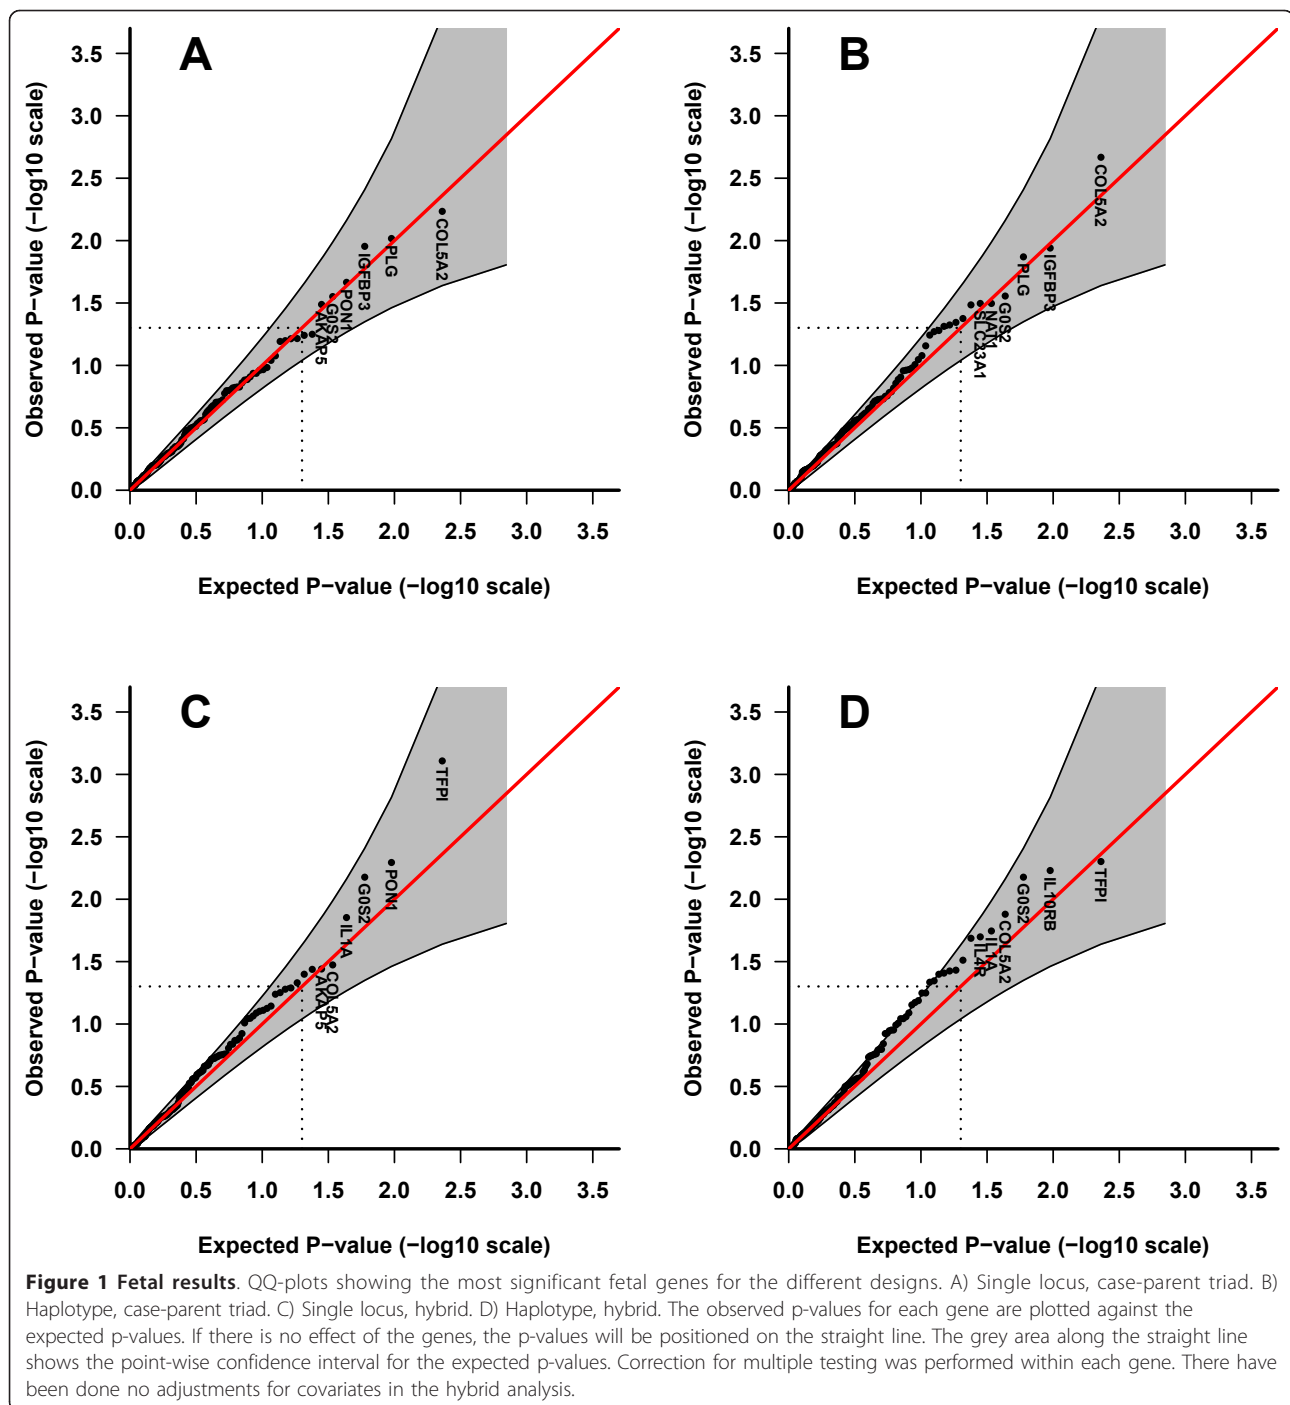 A
Observed P−value (−log10 scale)
3.5
3.0
2.5
2.0
1.5
1.0
0.5
0.0
COL5A2
PLG
IGFBP3
PON1
G0S2
AKAP5
0.0 0.5 1.0 1.5 2.0 2.5 3.0 3.5
Expected P−value (−log10 scale)
B
Observed P−value (−log10 scale)
3.5
3.0
2.5
2.0
1.5
1.0
0.5
0.0
COL5A2
IGFBP3
PLG
G0S2
NAT1
SLC23A1
0.0 0.5 1.0 1.5 2.0 2.5 3.0 3.5
Expected P−value (−log10 scale)
C
Observed P−value (−log10 scale)
3.5
3.0
2.5
2.0
1.5
1.0
0.5
0.0
TFPI
PON1
G0S2
IL1A
COL5A2
AKAP5
0.0 0.5 1.0 1.5 2.0 2.5 3.0 3.5
Expected P−value (−log10 scale)
D
Observed P−value (−log10 scale)
3.5
3.0
2.5
2.0
1.5
1.0
0.5
0.0
TFPI
IL10RB
G0S2
COL5A2
IL1A
IL4R
0.0 0.5 1.0 1.5 2.0 2.5 3.0 3.5
Expected P−value (−log10 scale)
Figure 1 Fetal results. QQ-plots showing the most significant fetal genes for the different designs. A) Single locus, case-parent triad. B)
Haplotype, case-parent triad. C) Single locus, hybrid. D) Haplotype, hybrid. The observed p-values for each gene are plotted against the
expected p-values. If there is no effect of the genes, the p-values will be positioned on the straight line. The grey area along the straight line
shows the point-wise confidence interval for the expected p-values. Correction for multiple testing was performed within each gene. There have
been done no adjustments for covariates in the hybrid analysis.